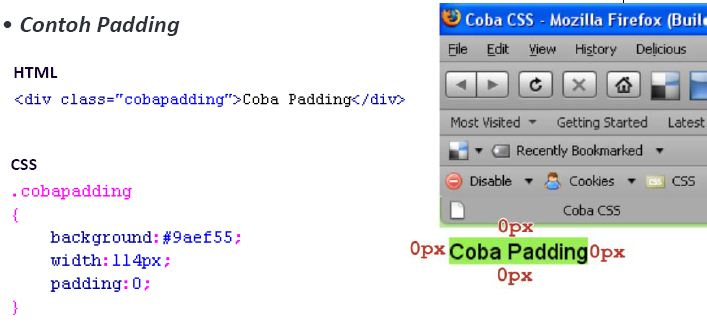 • Contoh Padding
HTML
<div class="cobapadding">Coba Padding</div>
CSS
.cobapadding
{
background:#9aef55;
width:114px;
padding:0;
}
Coba CSS - Mozilla Firefox (Build
File Edit View History Delicious
Most Visited Getting Started Latest
Recently Bookmarked
Disable Cookies CSS
Coba CSS
0px
0px Coba Padding 0px
0px